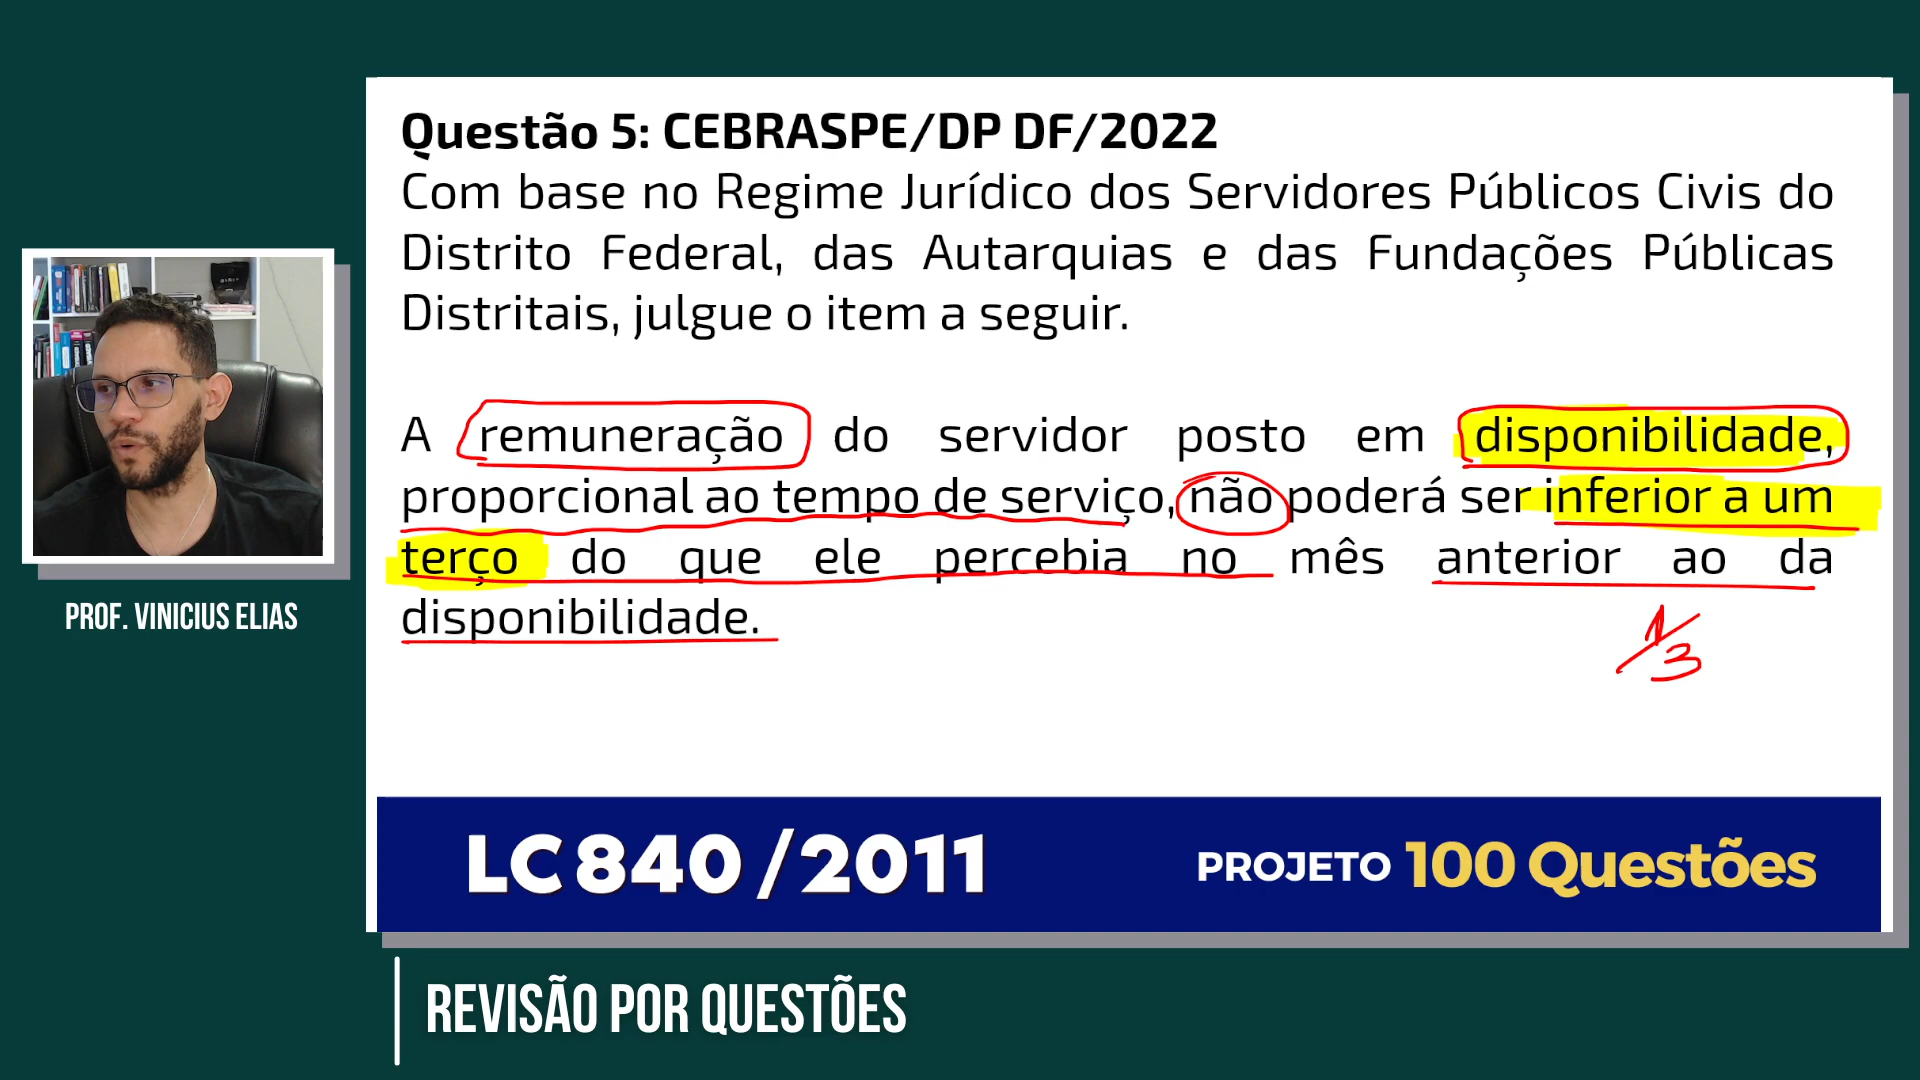 Questão 5: CEBRASPE/DP DF/2022
Com base no Regime Jurídico dos Servidores Públicos Civis do
Distrito Federal, das Autarquias e das Fundações Públicas
Distritais, julgue o item a seguir.
A remuneração do servidor posto em disponibilidade,
proporcional ao tempo de serviço, não poderá ser inferior a um
terço do que ele percebia no mês anterior ao da
disponibilidade.
1/3
PROF. VINICIUS ELIAS
LC 840 /2011
PROJETO 100 Questões
REVISÃO POR QUESTÕES